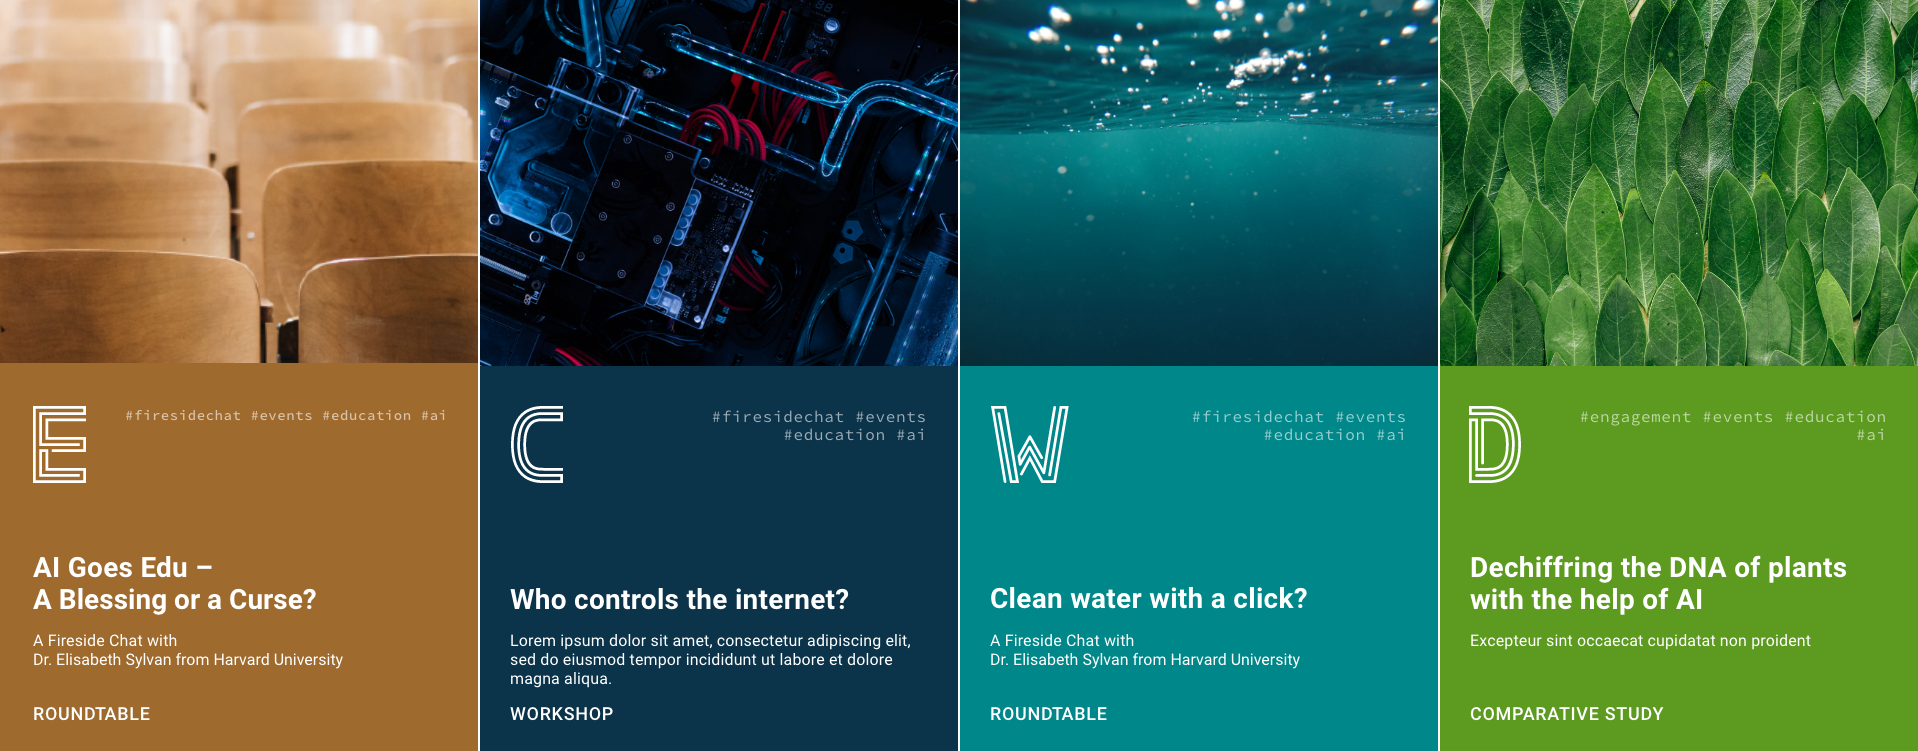 E
#firesidechat #events #education #ai
AI Goes Edu –
A Blessing or a Curse?
A Fireside Chat with
Dr. Elisabeth Sylvan from Harvard University
ROUNDTABLE
C
#firesidechat #events
#education #ai
Who controls the internet?
Lorem ipsum dolor sit amet, consectetur adipiscing elit,
sed do eiusmod tempor incididunt ut labore et dolore
magna aliqua.
WORKSHOP
W
#firesidechat #events
#education #ai
Clean water with a click?
A Fireside Chat with
Dr. Elisabeth Sylvan from Harvard University
ROUNDTABLE
D
#engagement #events #education
#ai
Dechiffring the DNA of plants
with the help of AI
Excepteur sint occaecat cupidatat non proident
COMPARATIVE STUDY